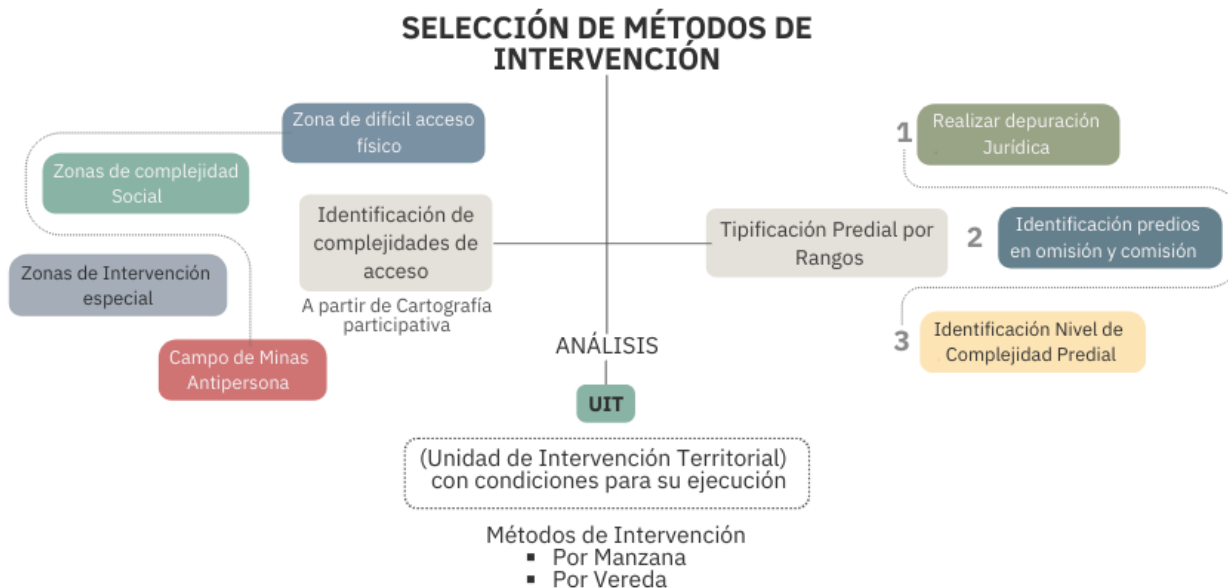 SELECCIÓN DE MÉTODOS DE
INTERVENCIÓN
Zona de difícil acceso
físico
Zonas de complejidad
Social
Zonas de Intervención
especial
Campo de Minas
Antipersona
Identificación de
complejidades de
acceso
A partir de Cartografía
participativa
Tipificación Predial por
Rangos
1
Realizar depuración
Jurídica
2
Identificación predios
en omisión y comisión
3
Identificación Nivel de
Complejidad Predial
ANÁLISIS
UIT
(Unidad de Intervención Territorial)
con condiciones para su ejecución
Métodos de Intervención
▪ Por Manzana
▪ Por Vereda